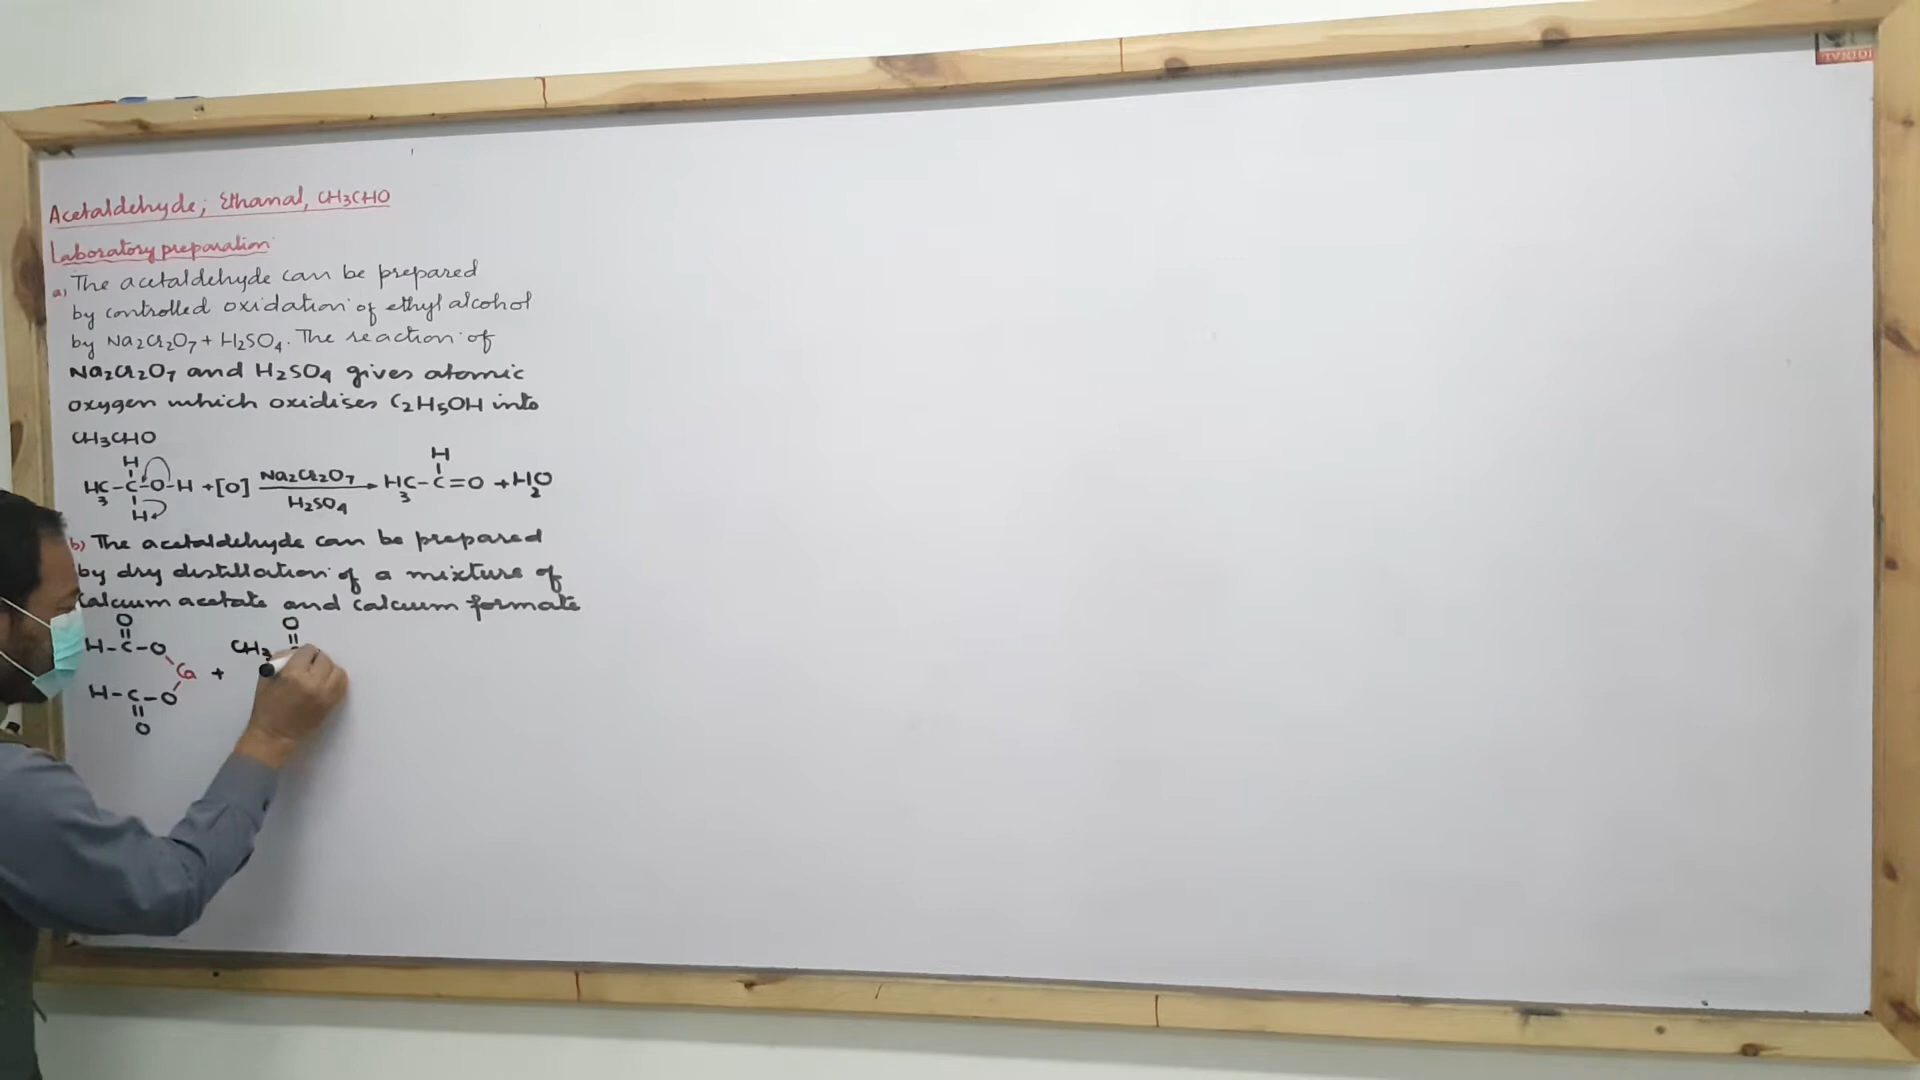 Acetaldehyde; Ethanal, CH3CHO
Laboratory preparation
a) The acetaldehyde can be prepared
by controlled oxidation of ethyl alcohol
by Na2Cr2O7 + H2SO4. The reaction of
Na2Cr2O7 and H2SO4 gives atomic
oxygen which oxidises C2H5OH into
CH3CHO
H H
H3C-C-O-H + [O] Na2Cr2O7 H3C-C=O + H2O
H H2SO4
b) The acetaldehyde can be prepared
by dry distillation of a mixture of
Calcium acetate and calcium formate
O O
H-C-O CH3
Ca +
H-C-O
O